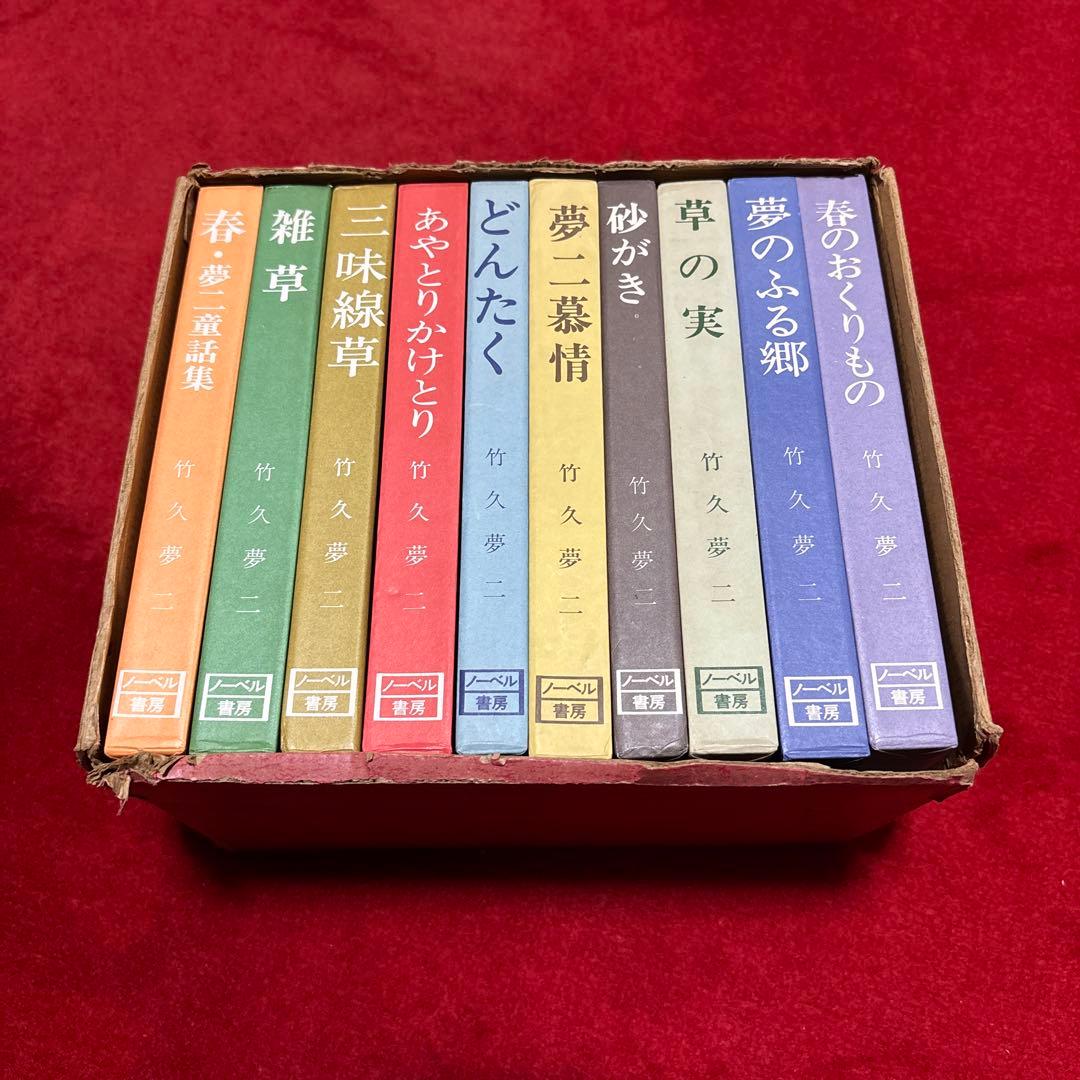 春・夢二童話集
竹久夢二
ノーベル
書房
雑草
竹久夢二
ノーベル
書房
三味線草
竹久夢二
ノーベル
書房
あやとりかけとり
竹久夢二
ノーベル
書房
どんたく
竹久夢二
ノーベル
書房
夢二慕情
竹久夢二
ノーベル
書房
砂がき。
竹久夢二
ノーベル
書房
草の実
竹久夢二
ノーベル
書房
夢のふる郷
竹久夢二
ノーベル
書房
春のおくりもの
竹久夢二
ノーベル
書房